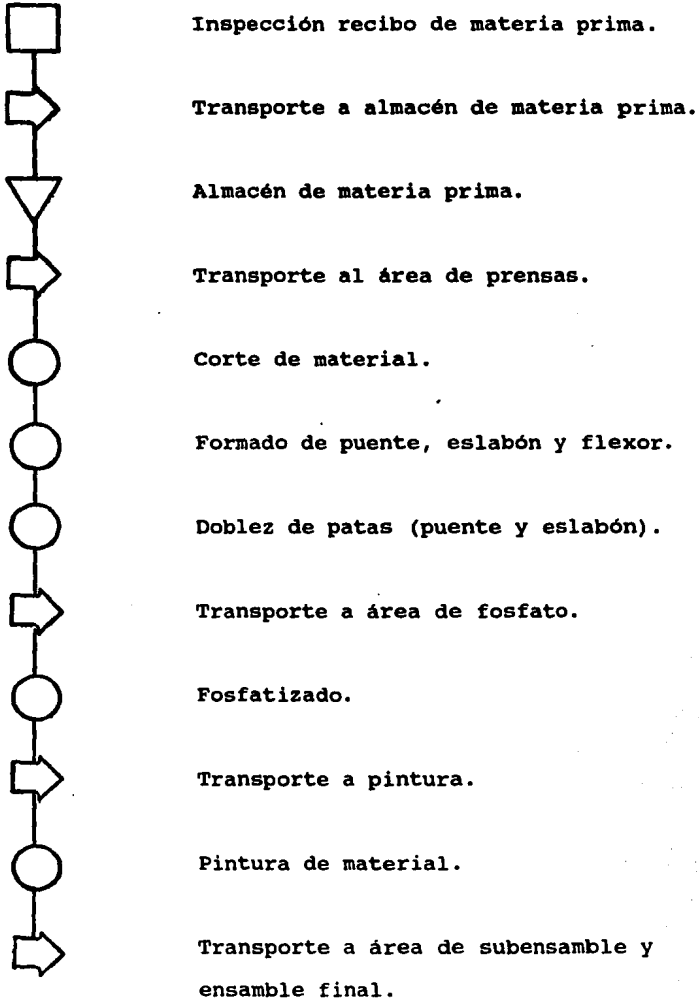 Inspección recibo de materia prima.
Transporte a almacén de materia prima.
Almacén de materia prima.
Transporte al área de prensas.
Corte de material.
Formado de puente, eslabón y flexor.
Doblez de patas (puente y eslabón).
Transporte a área de fosfato.
Fosfatizado.
Transporte a pintura.
Pintura de material.
Transporte a área de subensamble y
ensamble final.